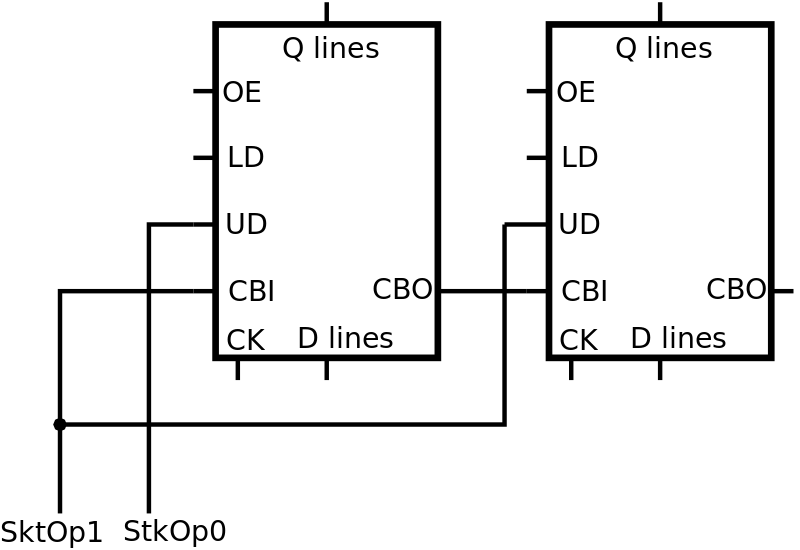 Q lines
Q lines
OE
OE
LD
LD
UD
UD
CBI
CBO
CBI
CBO
CK
D lines
CK
D lines
SktOp1
StkOp0